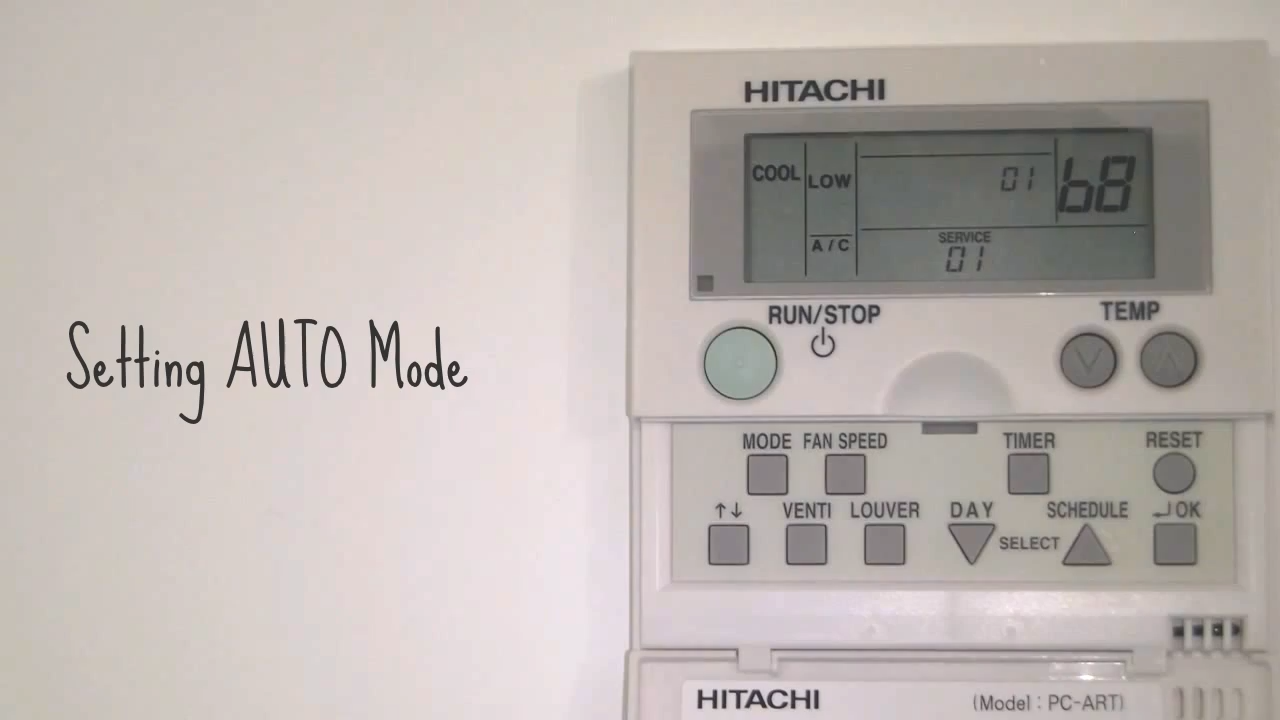 HITACHI
COOL
LOW
01
b8
A/C
SERVICE
01
RUN/STOP
TEMP
Setting AUTO Mode
MODE FAN SPEED TIMER RESET
↑↓ VENTI LOUVER DAY SCHEDULE ↵OK
SELECT
HITACHI (Model : PC-ART)